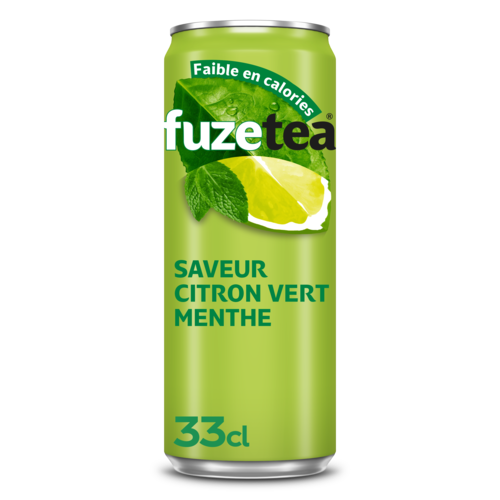 Faible en calories
fuzetea®
SAVEUR
CITRON VERT
MENTHE
33cl